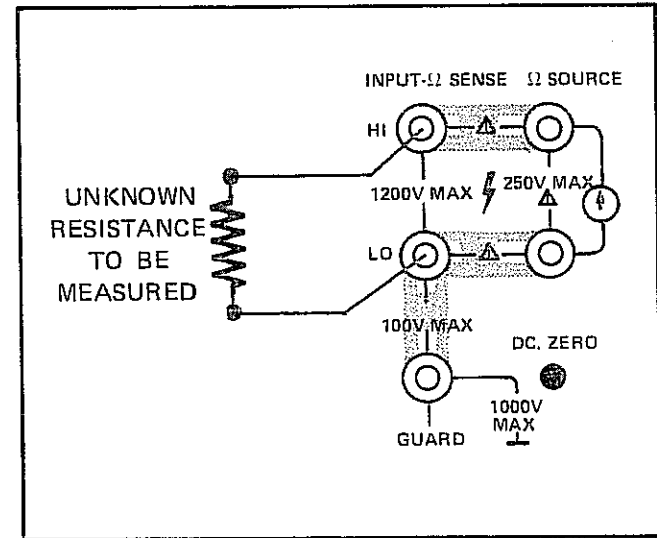 INPUT-Ω SENSE Ω SOURCE
HI
1200V MAX 250V MAX
UNKNOWN
RESISTANCE
TO BE
MEASURED
LO
100V MAX
DC. ZERO
1000V
MAX
GUARD